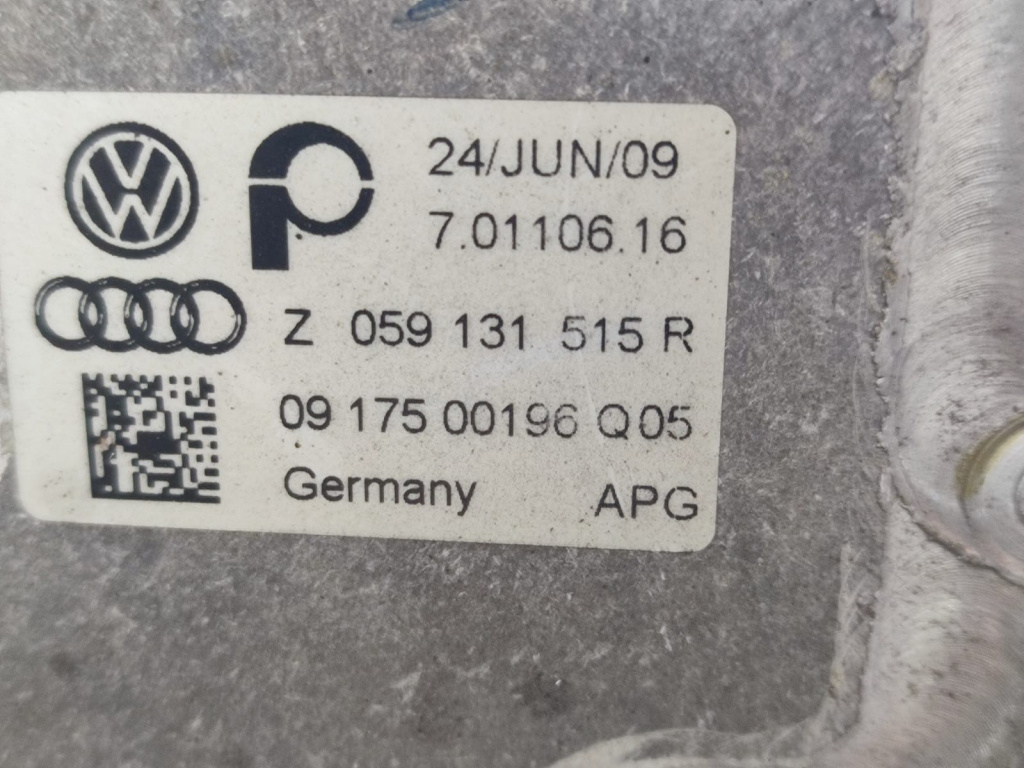 24/JUN/09
7.01106.16
Z 059 131 515 R
09 175 00196 Q05
Germany APG